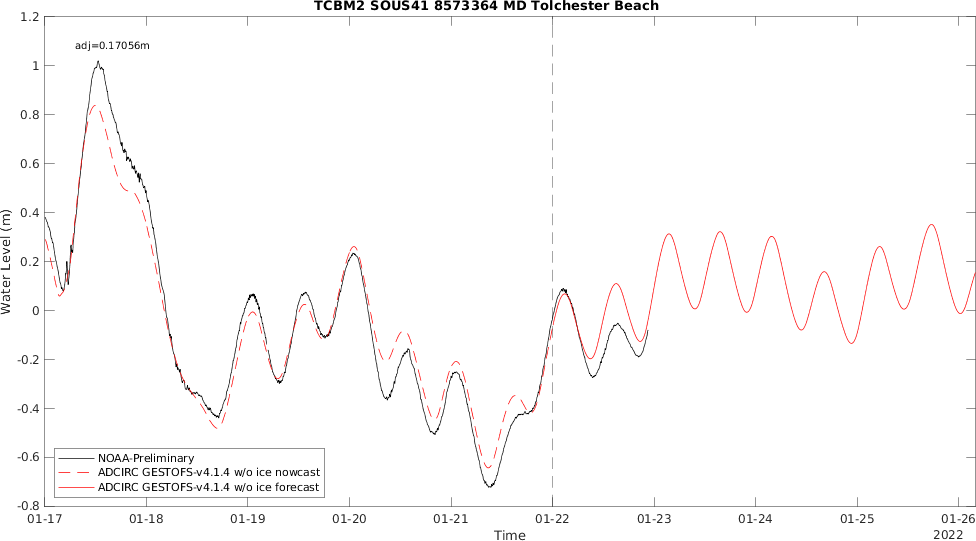 TCBM2 SOUS41 8573364 MD Tolchester Beach
adj=0.17056m
Water Level (m)
1.2
1
0.8
0.6
0.4
0.2
0
-0.2
-0.4
-0.6
-0.8
NOAA-Preliminary
ADCIRC GESTOFS-v4.1.4 w/o ice nowcast
ADCIRC GESTOFS-v4.1.4 w/o ice forecast
01-17 01-18 01-19 01-20 01-21 01-22 01-23 01-24 01-25 01-26
Time
2022